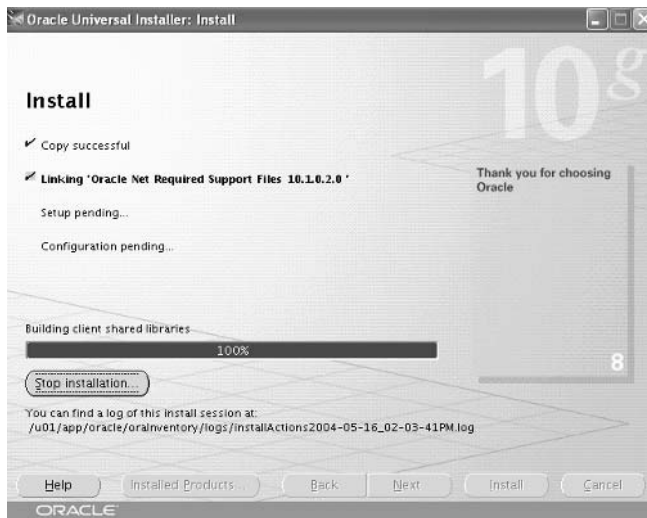 Oracle Universal Installer: Install
10g
Install
Copy successful
Linking 'Oracle Net Required Support Files 10.1.0.2.0 '
Thank you for choosing
Oracle
Setup pending...
Configuration pending...
Building client shared libraries
100%
8
Stop installation...
You can find a log of this install session at:
/u01/app/oracle/oraInventory/logs/installActions2004-05-16_02-03-41PM.log
Help Installed Products... Back Next Install Cancel
ORACLE